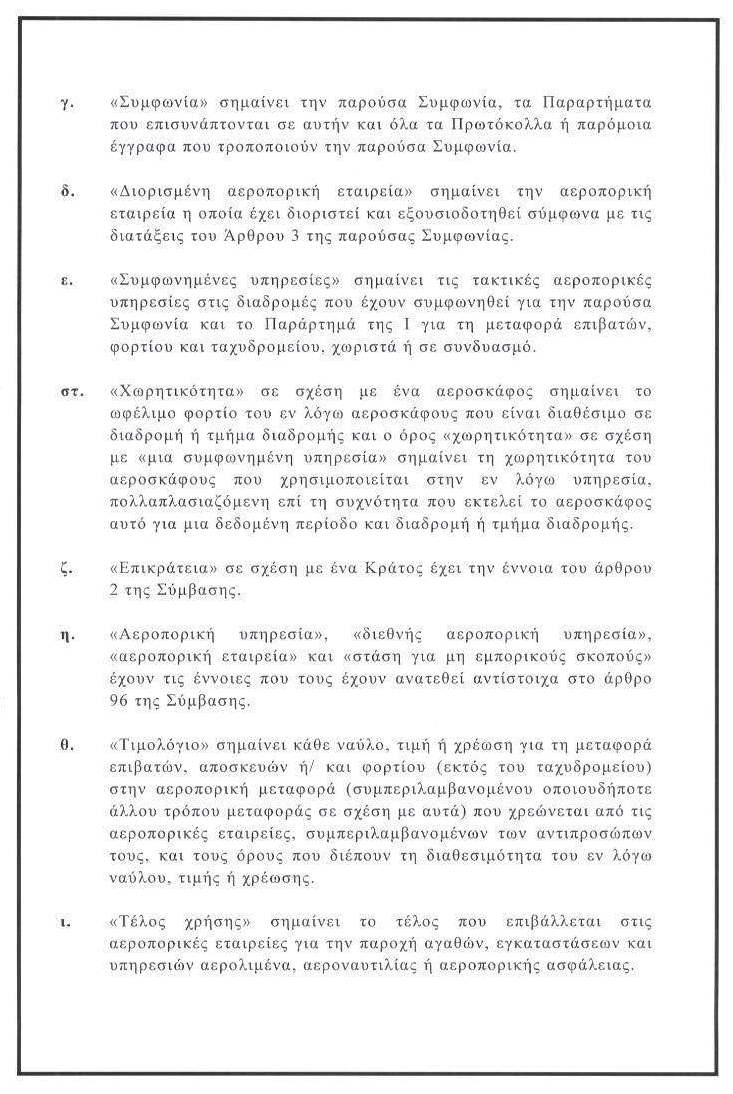 γ. «Συμφωνία» σημαίνει την παρούσα Συμφωνία, τα Παραρτήματα
που επισυνάπτονται σε αυτήν και όλα τα Πρωτόκολλα ή παρόμοια
έγγραφα που τροποποιούν την παρούσα Συμφωνία.
δ. «Διορισμένη αεροπορική εταιρεία» σημαίνει την αεροπορική
εταιρεία η οποία έχει διοριστεί και εξουσιοδοτηθεί σύμφωνα με τις
διατάξεις του Άρθρου 3 της παρούσας Συμφωνίας.
ε. «Συμφωνημένες υπηρεσίες» σημαίνει τις τακτικές αεροπορικές
υπηρεσίες στις διαδρομές που έχουν συμφωνηθεί για την παρούσα
Συμφωνία και το Παράρτημά της Ι για τη μεταφορά επιβατών,
φορτίου και ταχυδρομείου, χωριστά ή σε συνδυασμό.
στ. «Χωρητικότητα» σε σχέση με ένα αεροσκάφος σημαίνει το
ωφέλιμο φορτίο του εν λόγω αεροσκάφους που είναι διαθέσιμο σε
διαδρομή ή τμήμα διαδρομής και ο όρος «χωρητικότητα» σε σχέση
με «μια συμφωνημένη υπηρεσία» σημαίνει τη χωρητικότητα του
αεροσκάφους που χρησιμοποιείται στην εν λόγω υπηρεσία,
πολλαπλασιαζόμενη επί τη συχνότητα που εκτελεί το αεροσκάφος
αυτό για μια δεδομένη περίοδο και διαδρομή ή τμήμα διαδρομής.
ζ. «Επικράτεια» σε σχέση με ένα Κράτος έχει την έννοια του άρθρου
2 της Σύμβασης.
η. «Αεροπορική υπηρεσία», «διεθνής αεροπορική υπηρεσία»,
«αεροπορική εταιρεία» και «στάση για μη εμπορικούς σκοπούς»
έχουν τις έννοιες που τους έχουν ανατεθεί αντίστοιχα στο άρθρο
96 της Σύμβασης.
θ. «Τιμολόγιο» σημαίνει κάθε ναύλο, τιμή ή χρέωση για τη μεταφορά
επιβατών, αποσκευών ή/ και φορτίου (εκτός του ταχυδρομείου)
στην αεροπορική μεταφορά (συμπεριλαμβανομένου οποιουδήποτε
άλλου τρόπου μεταφοράς σε σχέση με αυτά) που χρεώνεται από τις
αεροπορικές εταιρείες, συμπεριλαμβανομένων των αντιπροσώπων
τους, και τους όρους που διέπουν τη διαθεσιμότητα του εν λόγω
ναύλου, τιμής ή χρέωσης.
ι. «Τέλος χρήσης» σημαίνει το τέλος που επιβάλλεται στις
αεροπορικές εταιρείες για την παροχή αγαθών, εγκαταστάσεων και
υπηρεσιών αερολιμένα, αεροναυτιλίας ή αεροπορικής ασφάλειας.